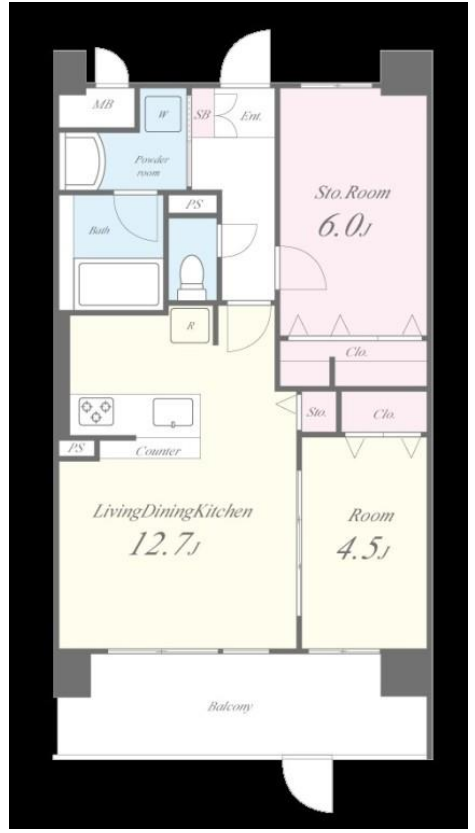 MB
W
SB
Ent.
Powder
room
PS
Sto.Room
6.0J
Bath
R
Clo.
Sto.
Clo.
PS
Counter
LivingDiningKitchen
12.7J
Room
4.5J
Balcony